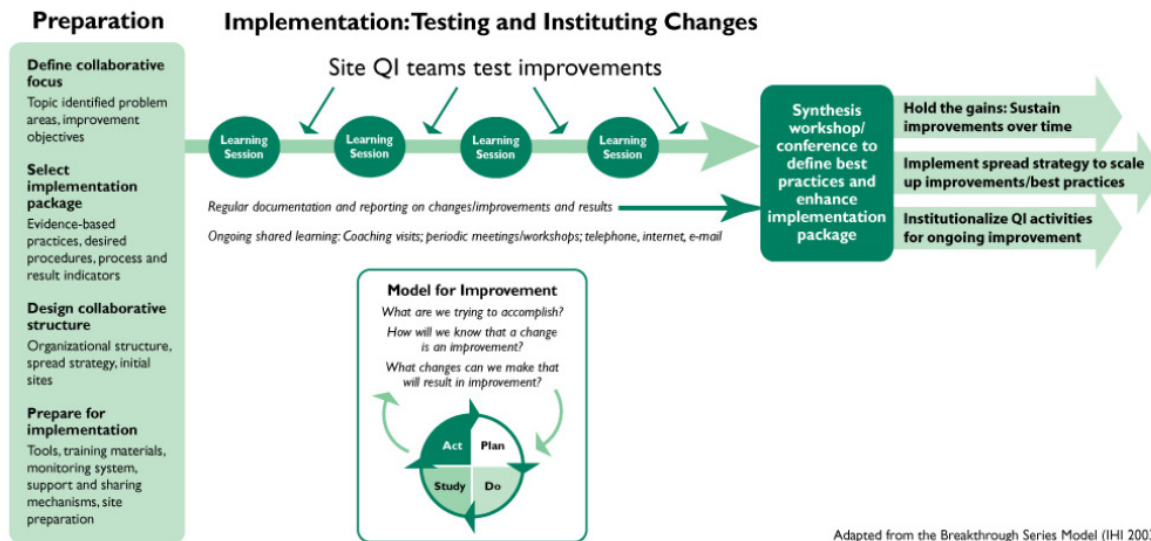 Preparation
Define collaborative
focus
Topic identified problem
areas, improvement
objectives
Select
implementation
package
Evidence-based
practices, desired
procedures, process and
result indicators
Design collaborative
structure
Organizational structure,
spread strategy, initial
sites
Prepare for
implementation
Tools, training materials,
monitoring system,
support and sharing
mechanisms, site
preparation
Implementation: Testing and Instituting Changes
Site QI teams test improvements
Learning
Session
Learning
Session
Learning
Session
Learning
Session
Regular documentation and reporting on changes/improvements and results
Ongoing shared learning: Coaching visits; periodic meetings/workshops; telephone, internet, e-mail
Model for Improvement
What are we trying to accomplish?
How will we know that a change
is an improvement?
What changes can we make that
will result in improvement?
Act
Plan
Study
Do
Synthesis
workshop/
conference to
define best
practices and
enhance
implementation
package
Hold the gains: Sustain
improvements over time
Implement spread strategy to scale
up improvements/best practices
Institutionalize QI activities
for ongoing improvement
Adapted from the Breakthrough Series Model (IHI